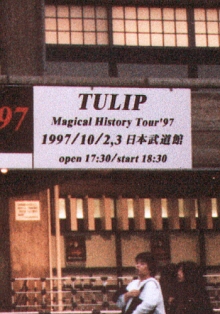 TULIP
Magical History Tour'97
97
1997/10/2,3 日本武道館
open 17:30/start 18:30